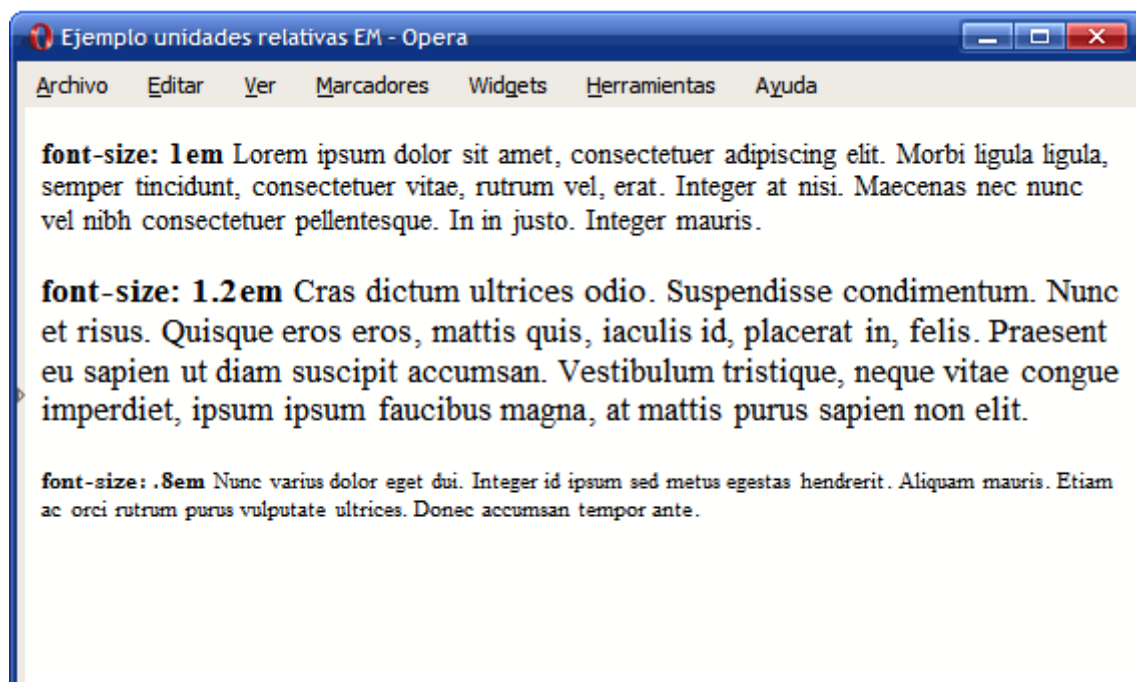 Ejemplo unidades relativas EM - Opera
Archivo Editar Ver Marcadores Widgets Herramientas Ayuda
font-size: 1em Lorem ipsum dolor sit amet, consectetuer adipiscing elit. Morbi ligula ligula,
semper tincidunt, consectetuer vitae, rutrum vel, erat. Integer at nisi. Maecenas nec nunc
vel nibh consectetuer pellentesque. In in justo. Integer mauris.
font-size: 1.2em Cras dictum ultrices odio. Suspendisse condimentum. Nunc
et risus. Quisque eros eros, mattis quis, iaculis id, placerat in, felis. Praesent
eu sapien ut diam suscipit accumsan. Vestibulum tristique, neque vitae congue
imperdiet, ipsum ipsum faucibus magna, at mattis purus sapien non elit.
font-size: .8em Nunc varius dolor eget dui. Integer id ipsum sed metus egestas hendrerit. Aliquam mauris. Etiam
ac orci rutrum purus vulputate ultrices. Donec accumsan tempor ante.